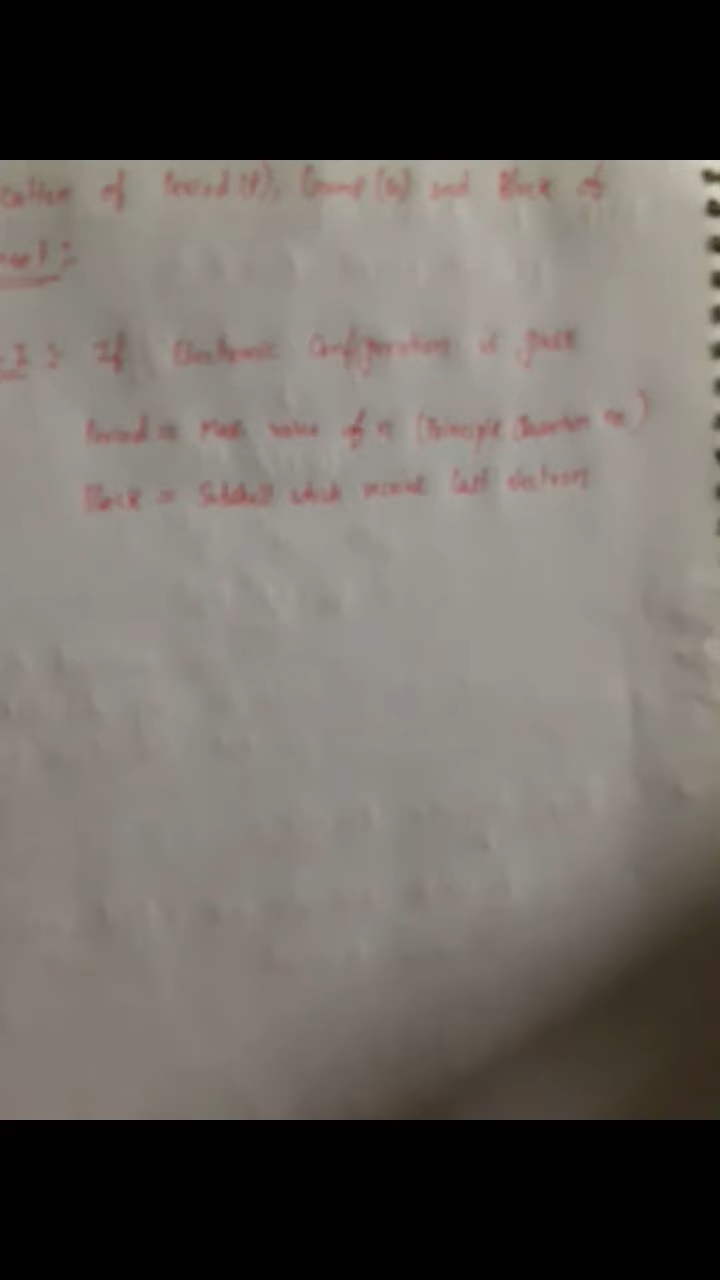 of Period (P), Group (G) and Block of
If Electronic Configuration is given
Period = Max value of n (Principle Quantum no.)
Block = Subshell which receive last electron